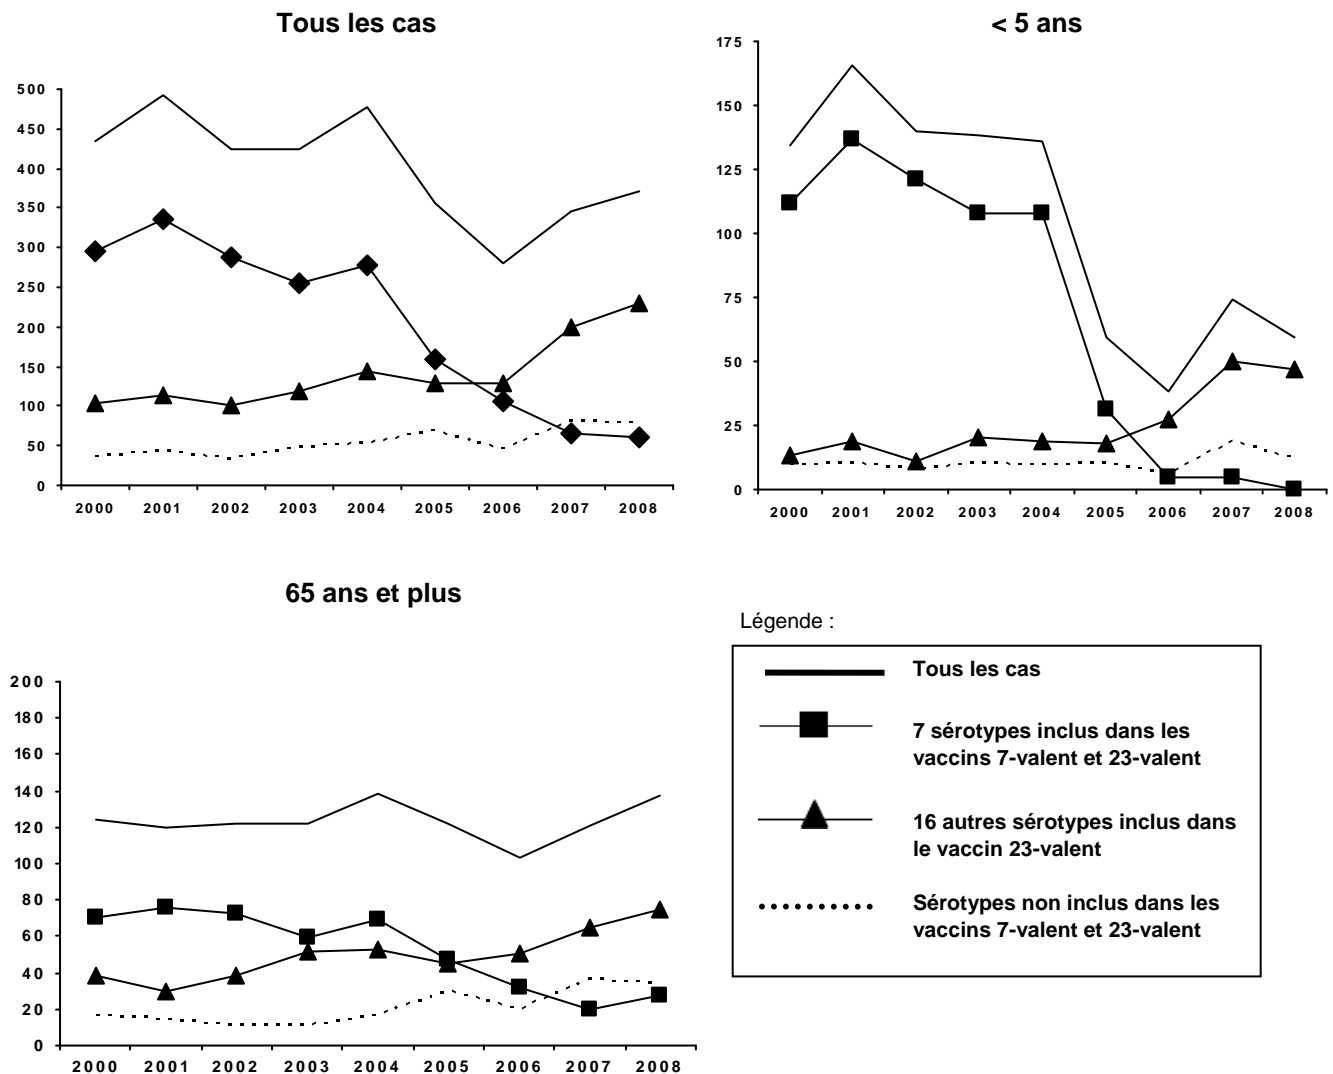 Tous les cas
500
450
400
350
300
250
200
150
100
50
0
2000 2001 2002 2003 2004 2005 2006 2007 2008
< 5 ans
175
150
125
100
75
50
25
0
2000 2001 2002 2003 2004 2005 2006 2007 2008
65 ans et plus
200
180
160
140
120
100
80
60
40
20
0
2000 2001 2002 2003 2004 2005 2006 2007 2008
Légende :
Tous les cas
7 sérotypes inclus dans les
vaccins 7-valent et 23-valent
16 autres sérotypes inclus dans
le vaccin 23-valent
Sérotypes non inclus dans les
vaccins 7-valent et 23-valent